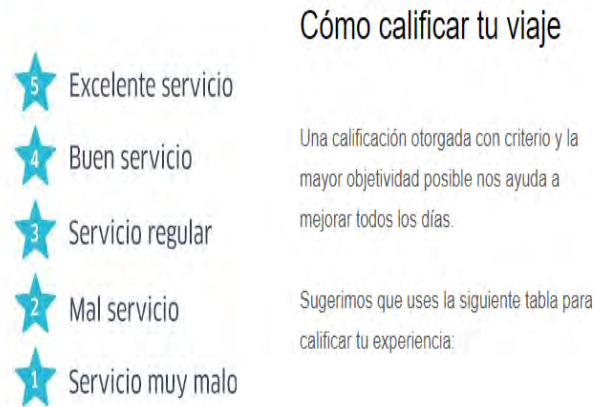 Cómo calificar tu viaje
Una calificación otorgada con criterio y la
mayor objetividad posible nos ayuda a
mejorar todos los días.
Sugerimos que uses la siguiente tabla para
calificar tu experiencia:
5 Excelente servicio
4 Buen servicio
3 Servicio regular
2 Mal servicio
1 Servicio muy malo